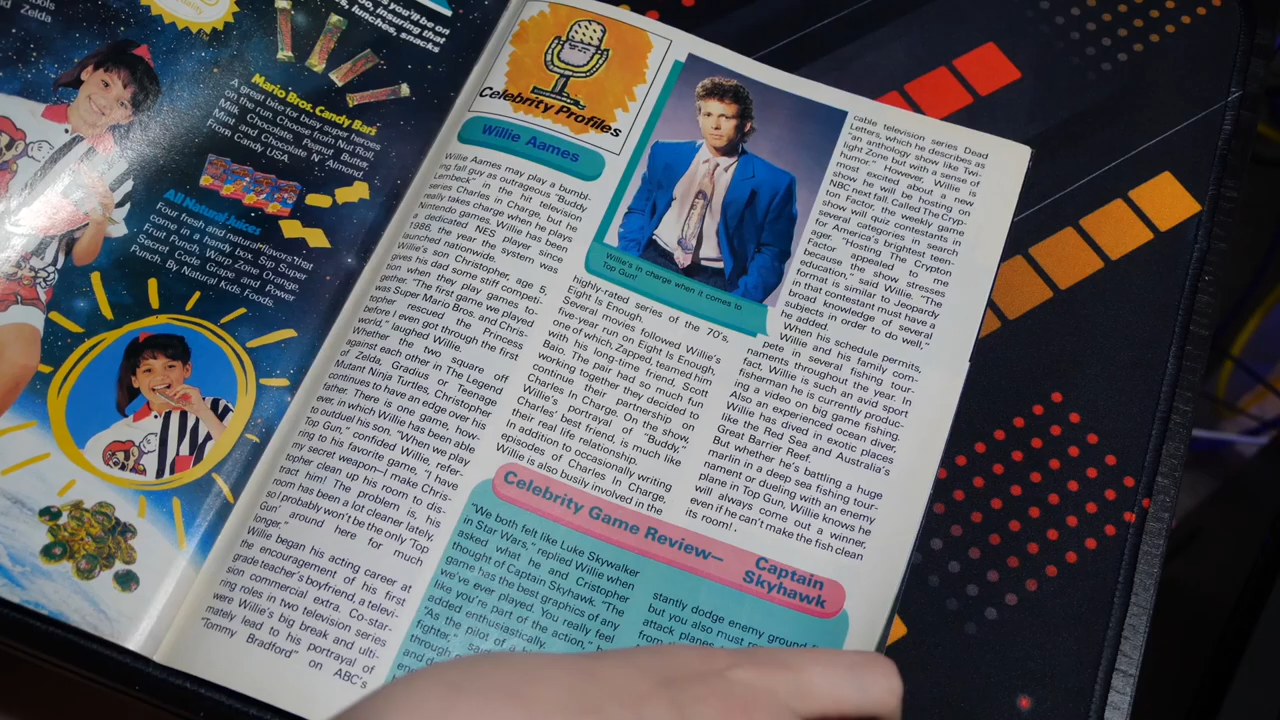 ality
ols
d Zelda
you'll be on
oo, insuring that
s, lunches, snacks
Mario Bros. Candy Bars
A great bite for busy super heroes
on the run. Choose from Nut Roll,
Milk Chocolate, Peanut Butter,
Mint and Chocolate N' Almond.
From Candy USA.
All Natural Juices
Four fresh and natural flavors that
come in a handy box. Sip Super
Fruit Punch, Warp Zone Orange,
Secret Code Grape and Power
Punch. By Natural Kids Foods.
Celebrity Profiles
Willie Aames
Willie Aames may play a bumbl-
ing fall guy as outrageous "Buddy
Lembeck" in the hit television
series Charles in Charge, but he
really takes charge when he plays
Nintendo games. Willie has been
a dedicated NES player since
1986, the year the system was
launched nationwide.
Willie's son Christopher, age 5,
gives his dad some stiff competi-
tion when they play games to-
gether. "The first game we played
was Super Mario Bros. and Chris-
topher rescued the Princess
before I even got through the first
world," laughed Willie.
Whether the two square off
against each other in The Legend
of Zelda, Gradius or Teenage
Mutant Ninja Turtles, Christopher
continues to have an edge over his
father. There is one game, how-
ever, in which Willie has been able
to outduel his son. "When we play
Top Gun," confided Willie, refer-
ring to his favorite game, "I have
my secret weapon—I make Chris-
topher clean up his room to dis-
tract him! The problem is, his
room has been a lot cleaner lately,
so I probably won't be the only 'Top
Gun' around here for much
longer."
Willie began his acting career at
the encouragement of his first
grade teacher's boyfriend, a televi-
sion commercial extra. Co-star-
ring roles in two television series
were Willie's big break and ulti-
mately lead to his portrayal of
"Tommy Bradford" on ABC's
Willie's in charge when it comes to
Top Gun!
highly-rated series of the 70's,
Eight Is Enough.
Several movies followed Willie's
five-year run on Eight Is Enough,
one of which, Zapped, teamed him
with his long-time friend, Scott
Baio. The pair had so much fun
working together they decided to
continue their partnership on
Charles In Charge. On the show,
Willie's portrayal of "Buddy,"
Charles' best friend, is much like
their real life relationship.
In addition to occasionally writing
episodes of Charles In Charge,
Willie is also busily involved in the
cable television series Dead
Letters, which he describes as
"an anthology show like Twi-
light Zone but with a sense of
humor." However, Willie is
most excited about a new
show he will be hosting on
NBC next fall. Called The Cryp-
ton Factor, the weekly game
show will quiz contestants in
several categories in search
for America's brightest teen-
ager. "Hosting The Crypton
Factor appealed to me
because the show stresses
education," said Willie. "The
format is similar to Jeopardy
in that contestant must have a
broad knowledge of several
subjects in order to do well,"
he added.
When his schedule permits,
Willie and his family com-
pete in several fishing tour-
naments throughout the year. In
fact, Willie is such an avid sport
fisherman he is currently produc-
ing a video on big game fishing.
Also an experienced ocean diver,
Willie has dived in exotic places
like the Red Sea and Australia's
Great Barrier Reef.
But whether he's battling a huge
marlin in a deep sea fishing tour-
nament or dueling with an enemy
plane in Top Gun, Willie knows he
will always come out a winner,
even if he can't make the fish clean
its room! .
Celebrity Game Review— Captain
Skyhawk
"We both felt like Luke Skywalker
in Star Wars," replied Willie when
asked what he and Christopher
thought of Captain Skyhawk. "The
game has the best graphics of any
we've ever played. You really feel
like you're part of the action," h
added enthusiastically.
"As the pilot of a
fighter," said
through
and d
stantly dodge enemy ground f
but you also must
attack planes
from